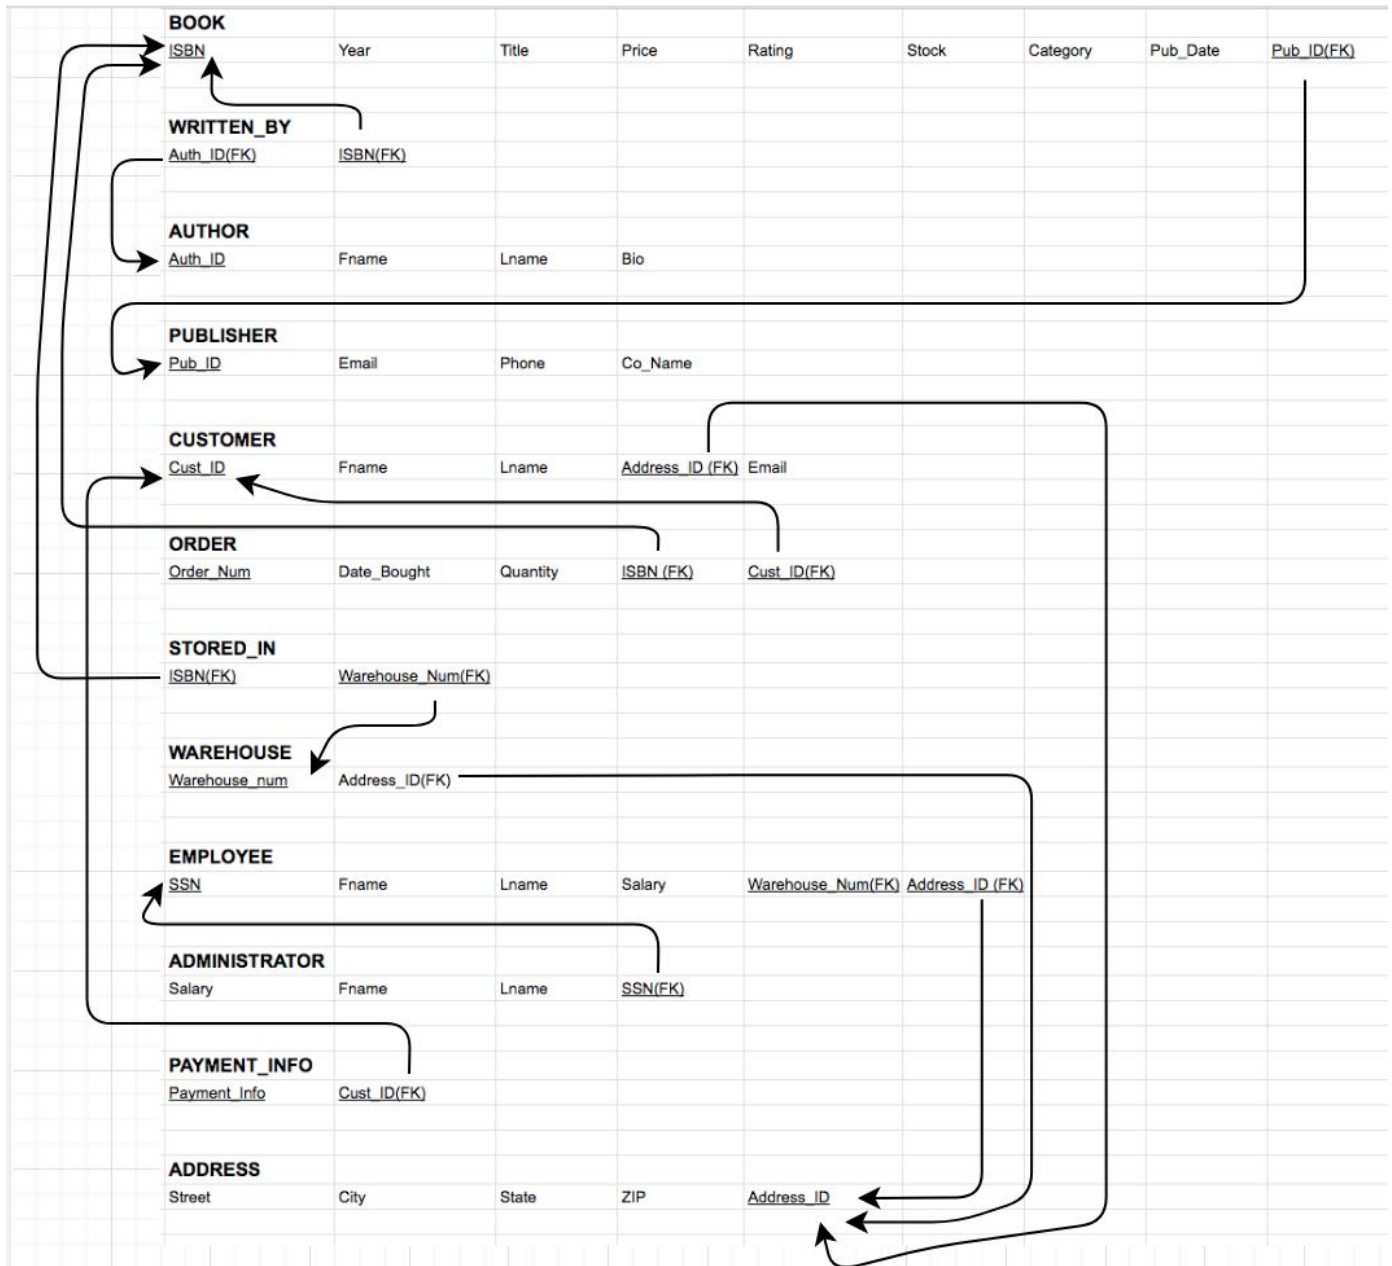 BOOK
ISBN Year Title Price Rating Stock Category Pub_Date Pub_ID(FK)
WRITTEN_BY
Auth_ID(FK) ISBN(FK)
AUTHOR
Auth_ID Fname Lname Bio
PUBLISHER
Pub_ID Email Phone Co_Name
CUSTOMER
Cust_ID Fname Lname Address_ID (FK) Email
ORDER
Order_Num Date_Bought Quantity ISBN (FK) Cust_ID(FK)
STORED_IN
ISBN(FK) Warehouse_Num(FK)
WAREHOUSE
Warehouse_num Address_ID(FK)
EMPLOYEE
SSN Fname Lname Salary Warehouse_Num(FK) Address_ID (FK)
ADMINISTRATOR
Salary Fname Lname SSN(FK)
PAYMENT_INFO
Payment_Info Cust_ID(FK)
ADDRESS
Street City State ZIP Address_ID